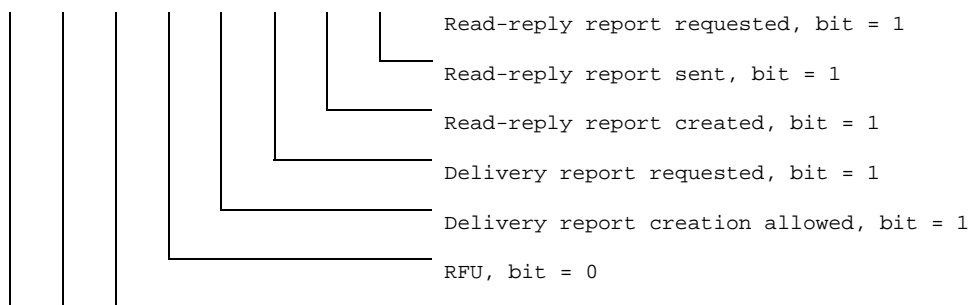 Read-reply report requested, bit = 1
Read-reply report sent, bit = 1
Read-reply report created, bit = 1
Delivery report requested, bit = 1
Delivery report creation allowed, bit = 1
RFU, bit = 0